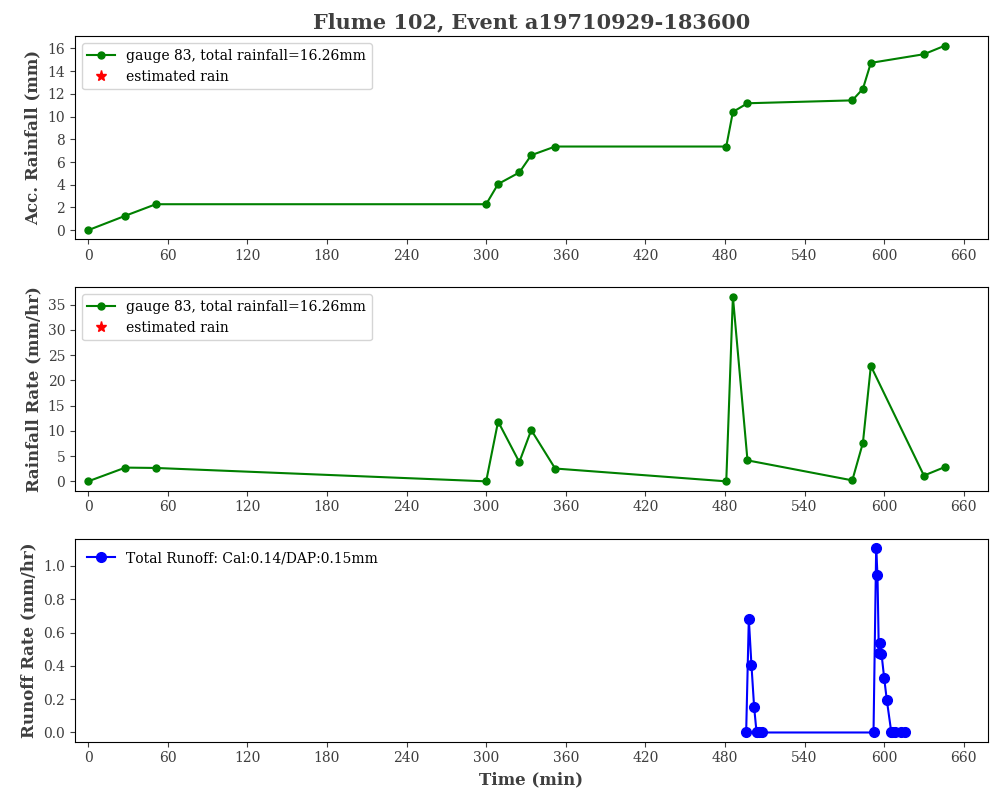 Flume 102, Event a19710929-183600
Acc. Rainfall (mm)
16
14
12
10
8
6
4
2
0
gauge 83, total rainfall=16.26mm
estimated rain
0 60 120 180 240 300 360 420 480 540 600 660
Rainfall Rate (mm/hr)
35
30
25
20
15
10
5
0
gauge 83, total rainfall=16.26mm
estimated rain
0 60 120 180 240 300 360 420 480 540 600 660
Runoff Rate (mm/hr)
1.0
0.8
0.6
0.4
0.2
0.0
Total Runoff: Cal:0.14/DAP:0.15mm
0 60 120 180 240 300 360 420 480 540 600 660
Time (min)